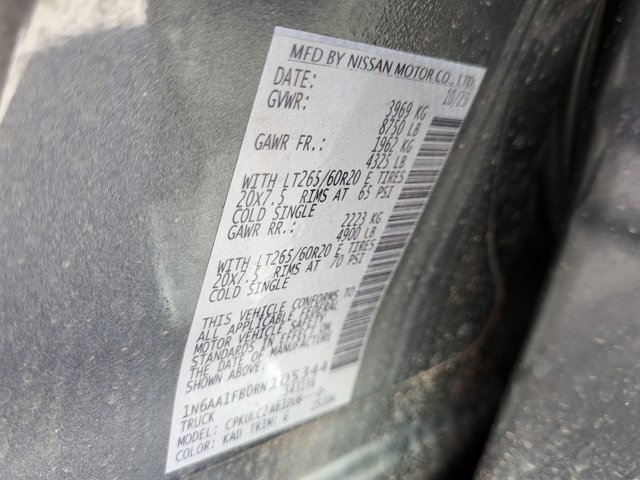 MFD BY NISSAN MOTOR CO., LTD.
DATE: 10/23
GVWR: 3969 KG
8750 LB
GAWR FR.: 1962 KG
4325 LB
WITH LT265/60R20 E TIRES
20X7.5 RIMS AT 65 PSI
COLD SINGLE
GAWR RR.: 2223 KG
4900 LB
WITH LT265/60R20 E TIRES
20X7.5 RIMS AT 70 PSI
COLD SINGLE
THIS VEHICLE CONFORMS TO
ALL APPLICABLE FEDERAL
MOTOR VEHICLE SAFETY
STANDARDS IN EFFECT ON
THE DATE OF MANUFACTURE
SHOWN ABOVE.
1N6AA1FB0RN105344
TRUCK
MODEL:
COLOR: KAD TRIM: G